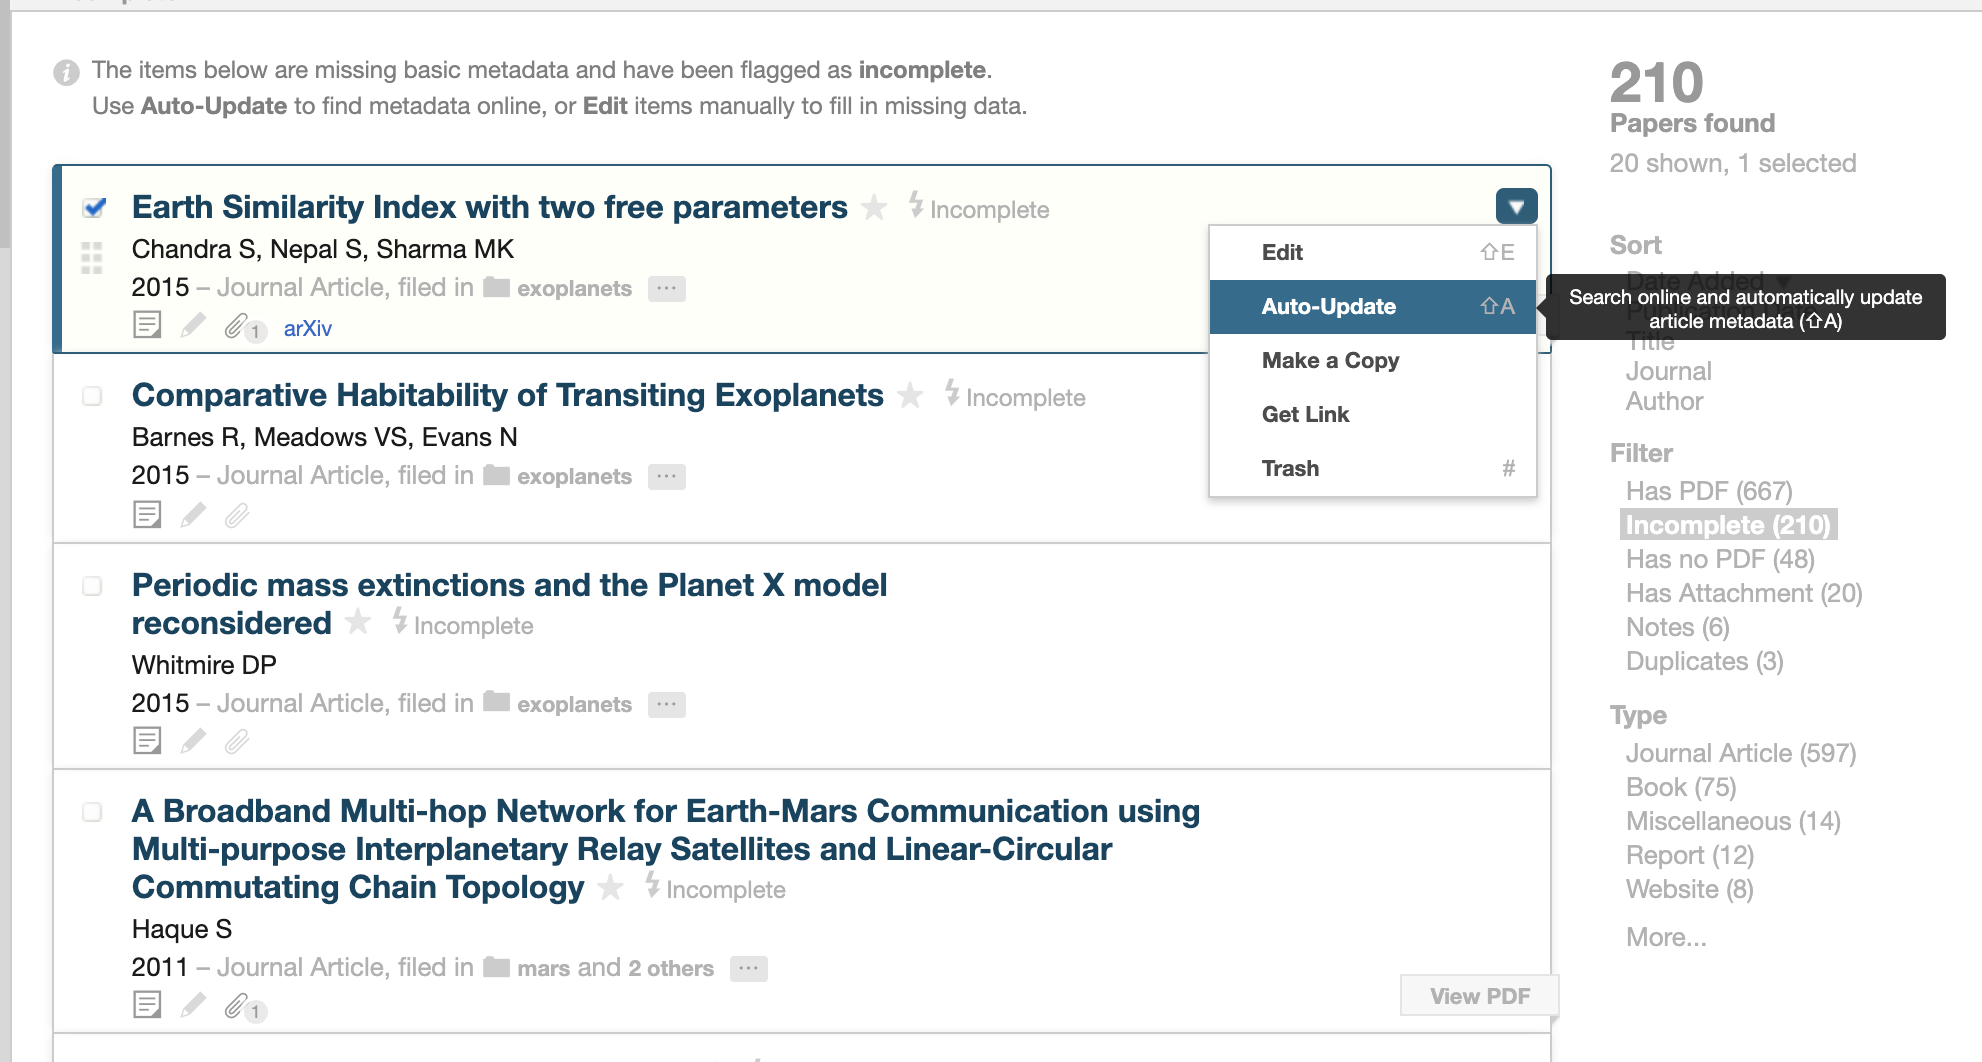 The items below are missing basic metadata and have been flagged as incomplete.
Use Auto-Update to find metadata online, or Edit items manually to fill in missing data.
Earth Similarity Index with two free parameters Incomplete
Chandra S, Nepal S, Sharma MK
2015 – Journal Article, filed in exoplanets ...
1 arXiv
Edit ⇧E
Auto-Update ⇧A
Make a Copy
Get Link
Trash #
Search online and automatically update
article metadata (⇧A)
Comparative Habitability of Transiting Exoplanets Incomplete
Barnes R, Meadows VS, Evans N
2015 – Journal Article, filed in exoplanets ...
Periodic mass extinctions and the Planet X model
reconsidered Incomplete
Whitmire DP
2015 – Journal Article, filed in exoplanets ...
A Broadband Multi-hop Network for Earth-Mars Communication using
Multi-purpose Interplanetary Relay Satellites and Linear-Circular
Commutating Chain Topology Incomplete
Haque S
2011 – Journal Article, filed in mars and 2 others ...
1
View PDF
210
Papers found
20 shown, 1 selected
Sort
Date Added ▼
Publication Date
Title
Journal
Author
Filter
Has PDF (667)
Incomplete (210)
Has no PDF (48)
Has Attachment (20)
Notes (6)
Duplicates (3)
Type
Journal Article (597)
Book (75)
Miscellaneous (14)
Report (12)
Website (8)
More...